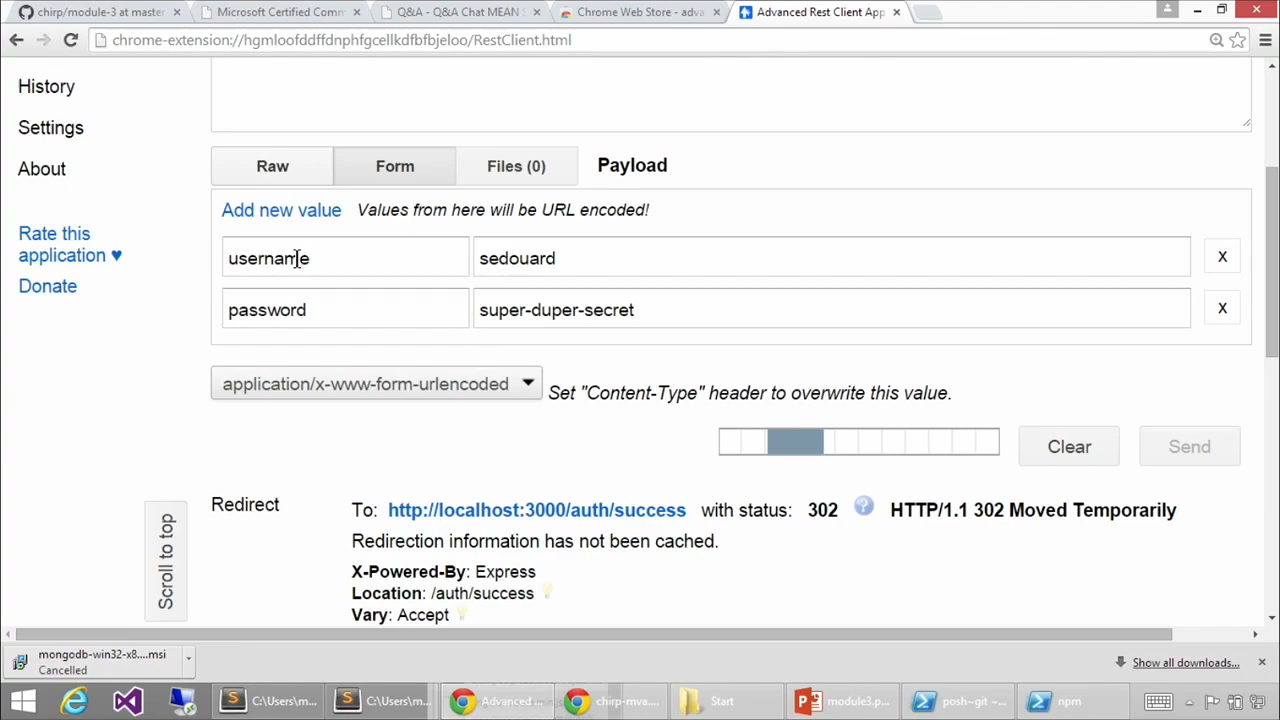 chirp/module-3 at master
Microsoft Certified Comm
Q&A - Q&A Chat MEAN S
Chrome Web Store - adva
Advanced Rest Client App
chrome-extension://hgmloofddffdnphfgcellkdfbfbjeloo/RestClient.html
History
Settings
About
Rate this
application ♥
Donate
Raw
Form
Files (0)
Payload
Add new value
Values from here will be URL encoded!
username
sedouard
X
password
super-duper-secret
X
application/x-www-form-urlencoded
Set "Content-Type" header to overwrite this value.
Clear
Send
Scroll to top
Redirect
To: http://localhost:3000/auth/success with status: 302 HTTP/1.1 302 Moved Temporarily
Redirection information has not been cached.
X-Powered-By: Express
Location: /auth/success
Vary: Accept
mongodb-win32-x8....msi
Cancelled
Show all downloads...
C:\Users\m...
C:\Users\m...
Advanced ...
chirp-mva...
Start
module3.p...
posh~git ~...
npm